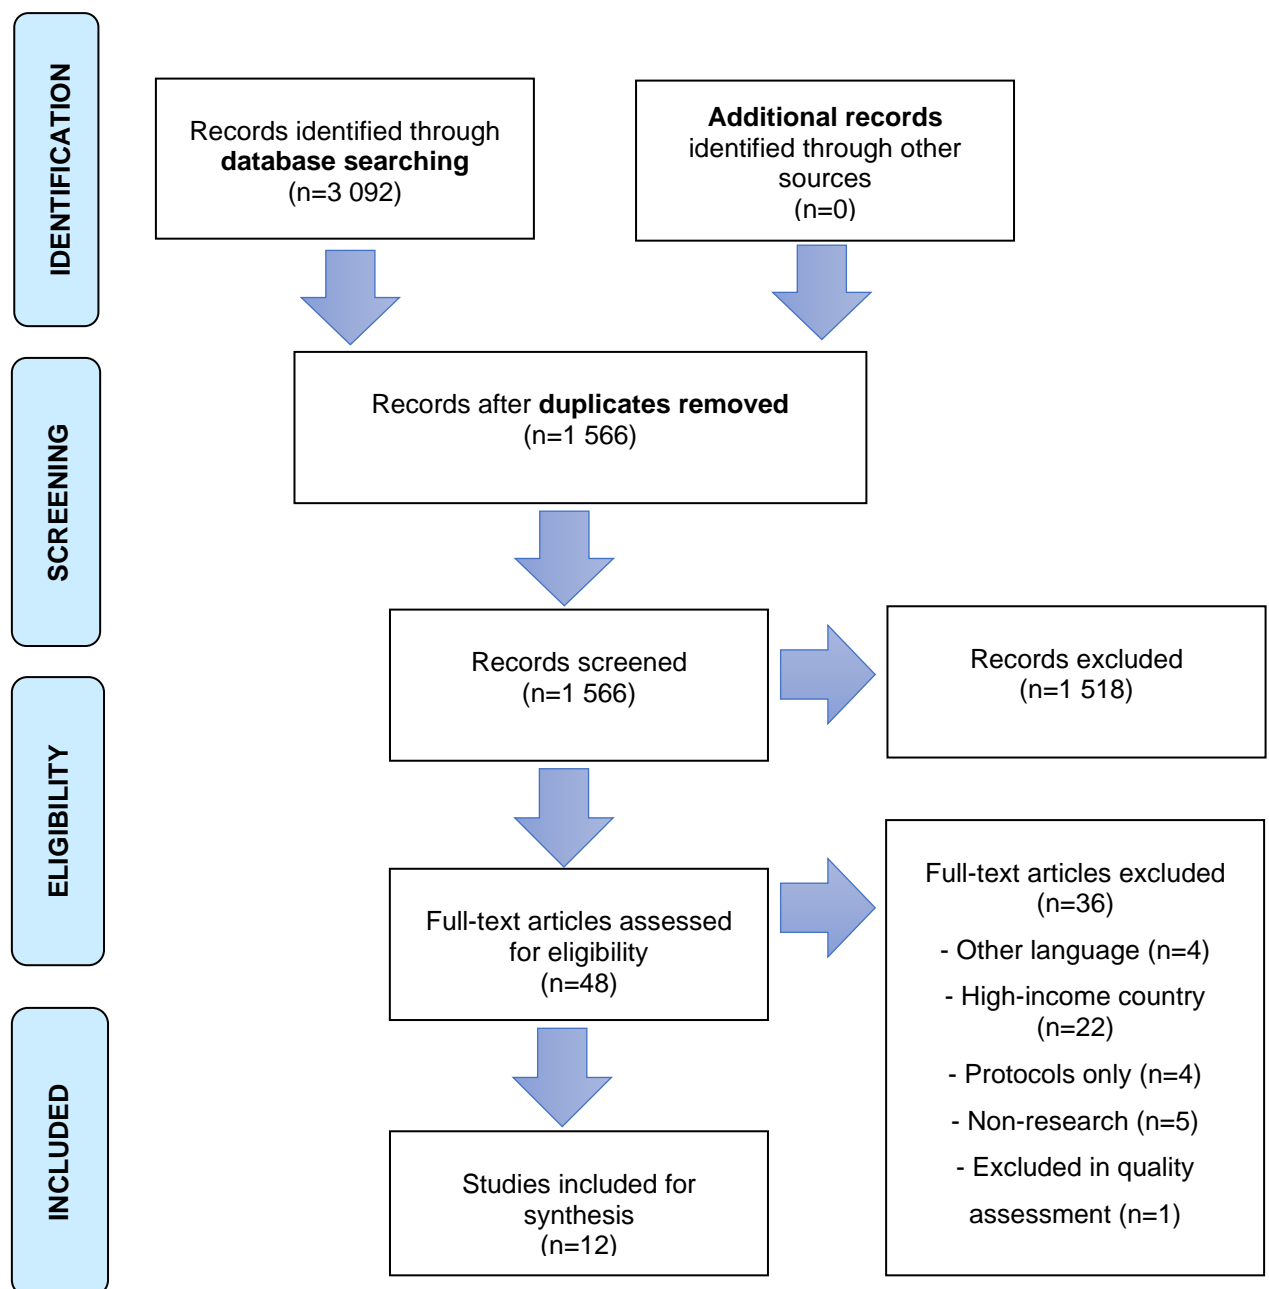 IDENTIFICATION
Records identified through
database searching
(n=3 092)
Additional records
identified through other
sources
(n=0)
SCREENING
Records after duplicates removed
(n=1 566)
Records screened
(n=1 566)
Records excluded
(n=1 518)
ELIGIBILITY
Full-text articles assessed
for eligibility
(n=48)
Full-text articles excluded
(n=36)
- Other language (n=4)
- High-income country
(n=22)
- Protocols only (n=4)
- Non-research (n=5)
- Excluded in quality
assessment (n=1)
INCLUDED
Studies included for
synthesis
(n=12)